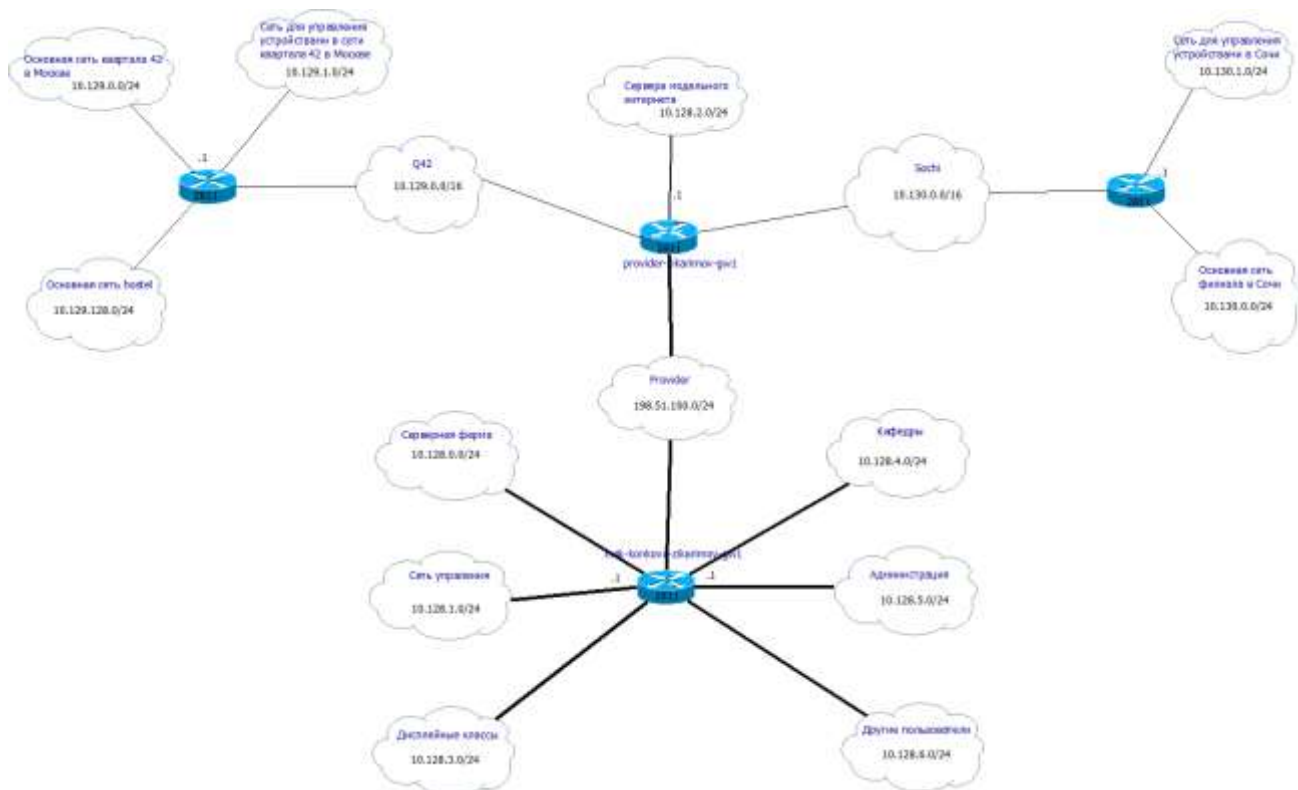 Основная сеть квартала 42
в Москве
10.129.0.0/24
Сеть для управления
устройствами в сети
квартала 42 в Москве
10.129.1.0/24
Сервера модельного
интернета
10.128.2.0/24
Сеть для управления
устройствами в Сочи
10.130.1.0/24
.1
2811
Q42
10.129.0.0/16
.1
2811
Sochi
10.130.0.0/16
.1
2811
Основная сеть hostel
10.129.128.0/24
Основная сеть
филиала в Сочи
10.130.0.0/24
Provider
198.51.100.0/24
Серверная ферма
10.128.0.0/24
Кафедры
10.128.4.0/24
.1
.1
2811
Сеть управления
10.128.1.0/24
Администрация
10.128.5.0/24
Дисплейные классы
10.128.3.0/24
Другие пользователи
10.128.6.0/24